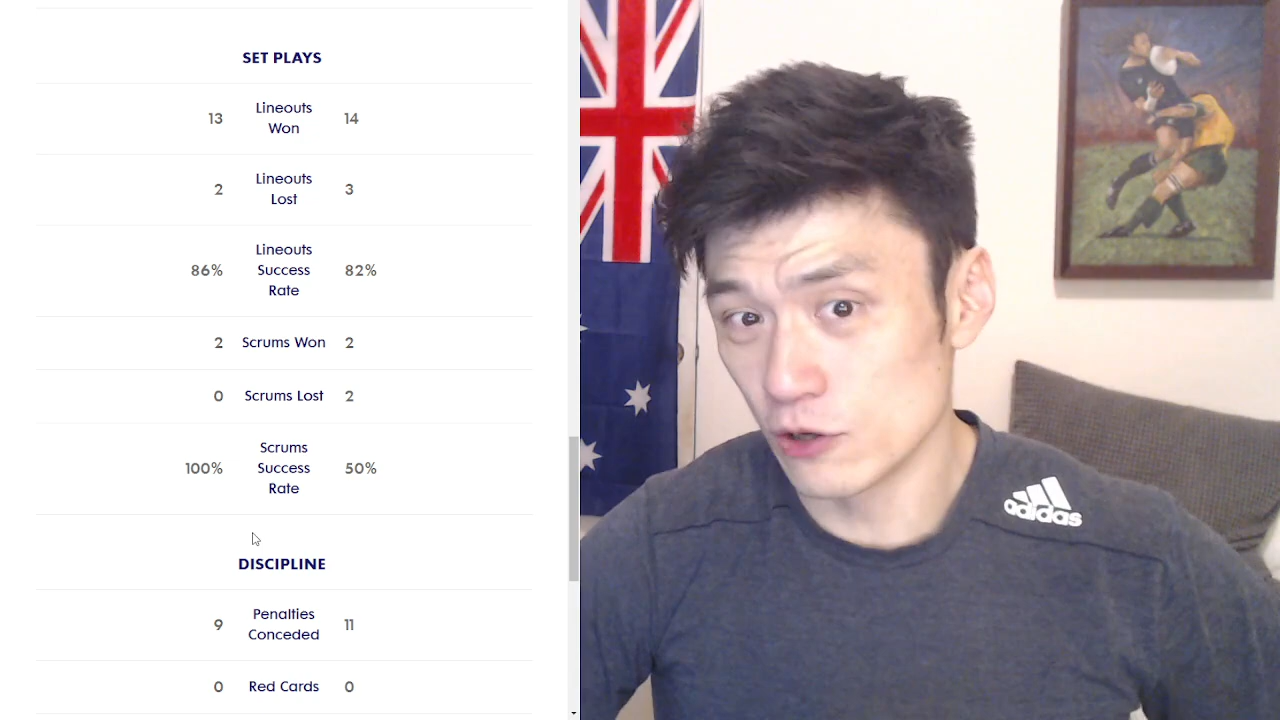 SET PLAYS
13 Lineouts Won 14
2 Lineouts Lost 3
86% Lineouts Success Rate 82%
2 Scrums Won 2
0 Scrums Lost 2
100% Scrums Success Rate 50%
DISCIPLINE
9 Penalties Conceded 11
0 Red Cards 0
adidas